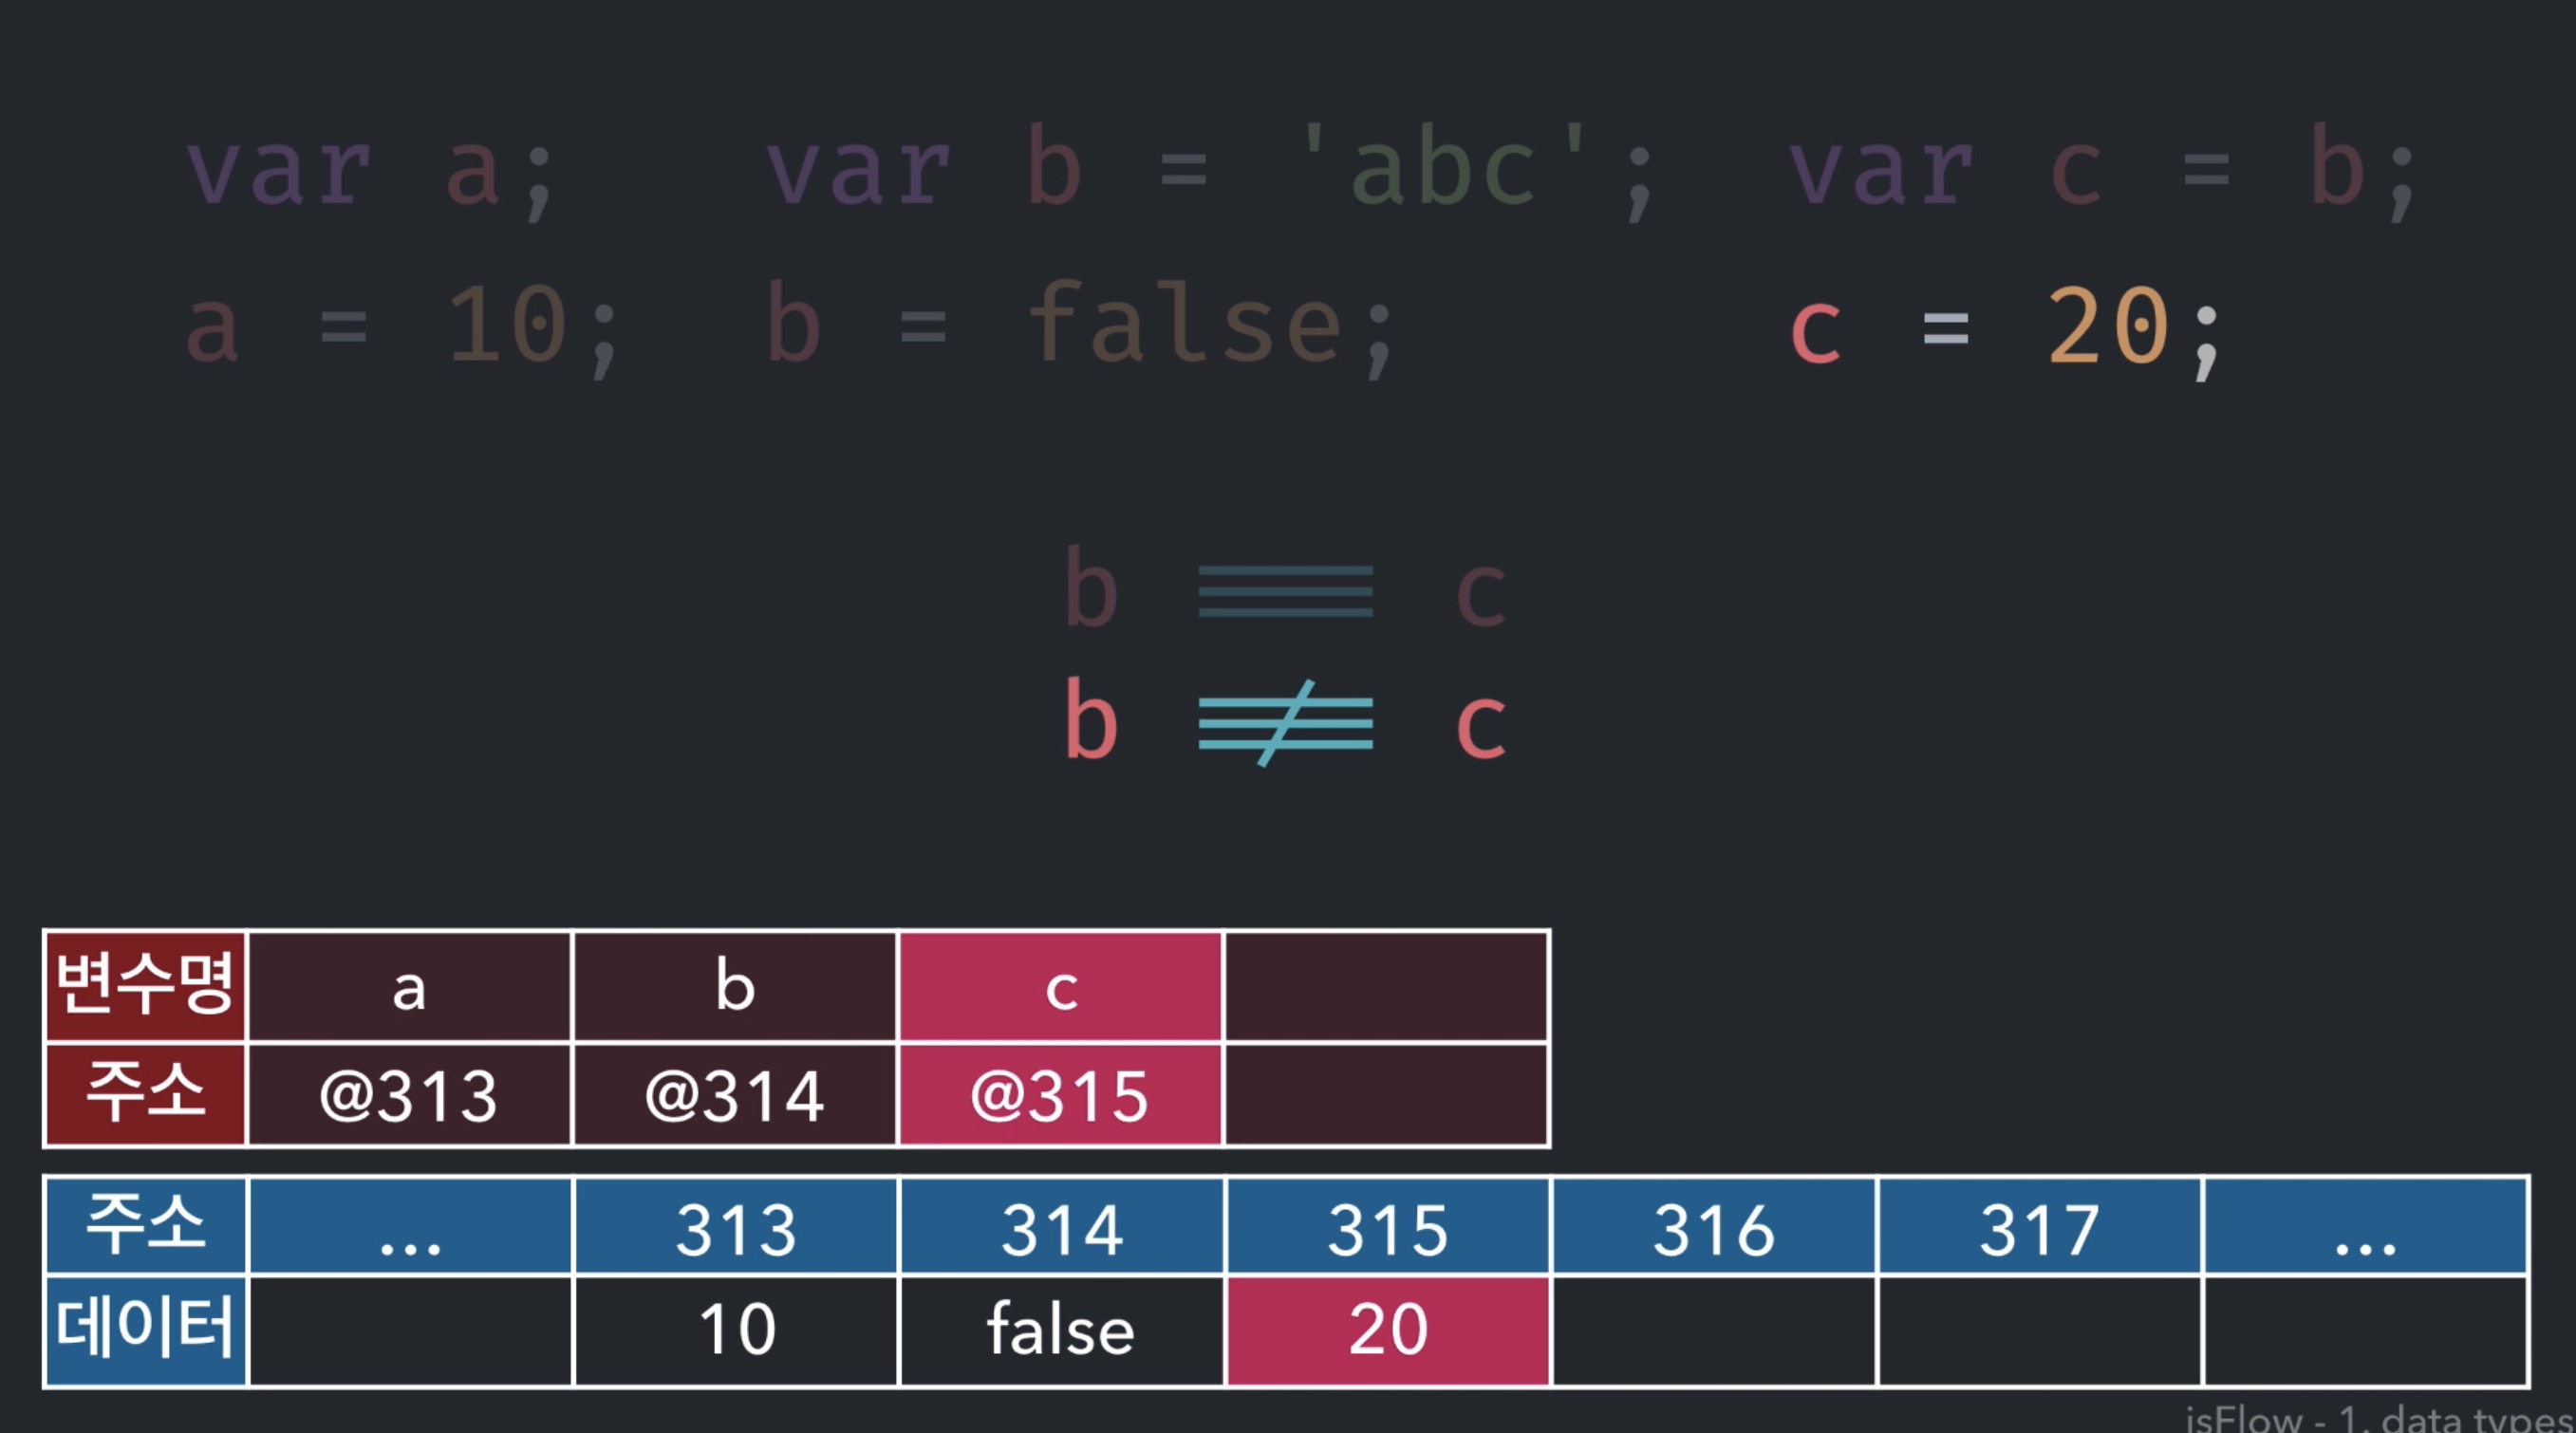 var a; var b = 'abc'; var c = b;
a = 10; b = false; c = 20;
b ≡ c
b ≢ c
변수명 a b c
주소 @313 @314 @315
주소 ... 313 314 315 316 317 ...
데이터 10 false 20
jsFlow - 1. data types